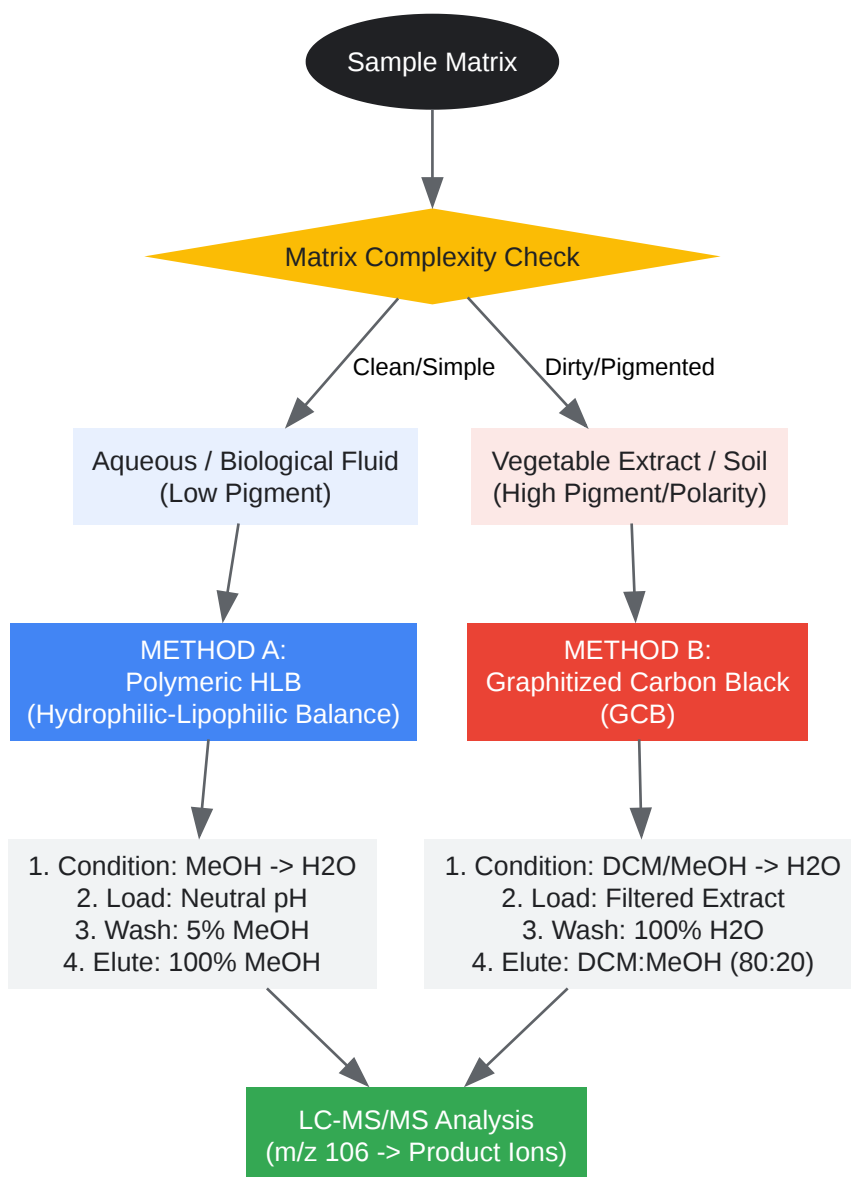 Sample Matrix
Matrix Complexity Check
Clean/Simple
Dirty/Pigmented
Aqueous / Biological Fluid
(Low Pigment)
Vegetable Extract / Soil
(High Pigment/Polarity)
METHOD A:
Polymeric HLB
(Hydrophilic-Lipophilic Balance)
METHOD B:
Graphitized Carbon Black
(GCB)
1. Condition: MeOH -> H2O
2. Load: Neutral pH
3. Wash: 5% MeOH
4. Elute: 100% MeOH
1. Condition: DCM/MeOH -> H2O
2. Load: Filtered Extract
3. Wash: 100% H2O
4. Elute: DCM:MeOH (80:20)
LC-MS/MS Analysis
(m/z 106 -> Product Ions)